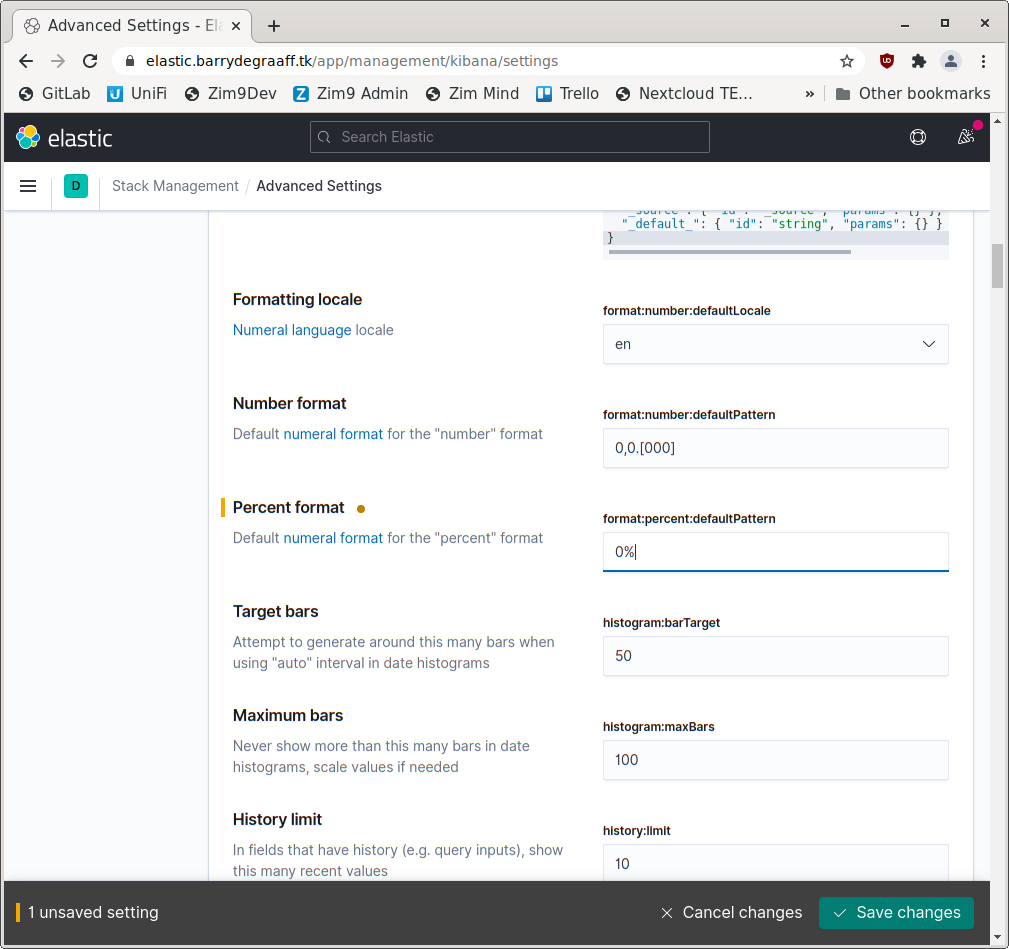 Advanced Settings - Ela
elastic.barrydegraaff.tk/app/management/kibana/settings
GitLab UniFi Zim9Dev Zim9 Admin Zim Mind Trello Nextcloud TE… » Other bookmarks
elastic Search Elastic
D Stack Management / Advanced Settings
"_source": { "id": "_source", "params": {} },
"_default_": { "id": "string", "params": {} }
}
Formatting locale
Numeral language locale
format:number:defaultLocale
en
Number format
Default numeral format for the "number" format
format:number:defaultPattern
0,0.[000]
Percent format
Default numeral format for the "percent" format
format:percent:defaultPattern
0%
Target bars
Attempt to generate around this many bars when
using "auto" interval in date histograms
histogram:barTarget
50
Maximum bars
Never show more than this many bars in date
histograms, scale values if needed
histogram:maxBars
100
History limit
In fields that have history (e.g. query inputs), show
this many recent values
history:limit
10
1 unsaved setting
Cancel changes
Save changes